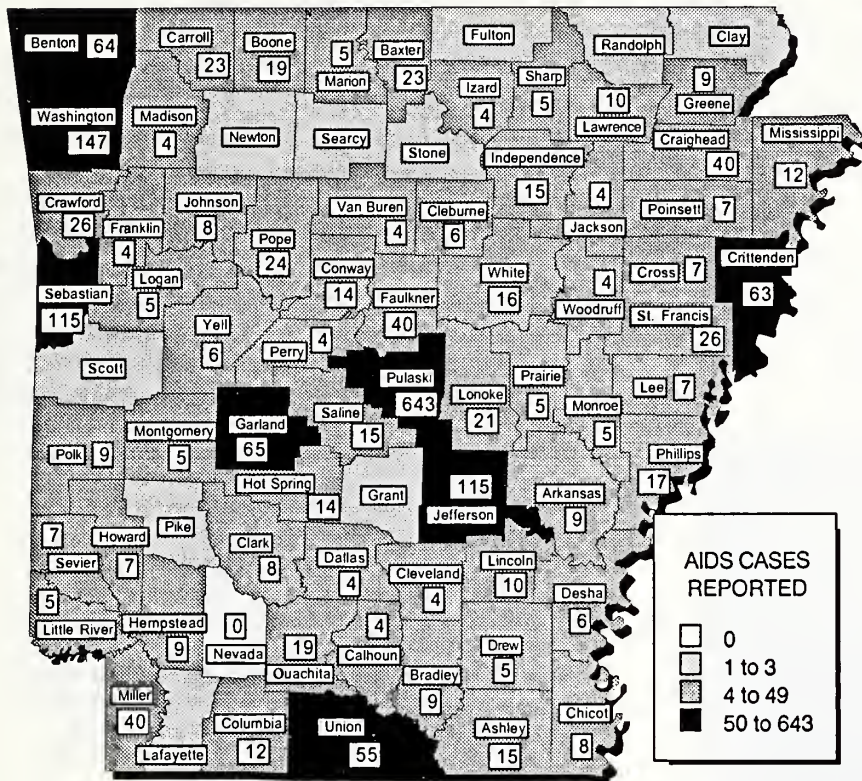 Benton 64
Carroll
23
Boone
19
5
Marion
Baxter
23
Fulton
Izard
4
Sharp
5
Randolph
Clay
10
Lawrence
9
Greene
Washington
147
Madison
4
Newton
Searcy
Stone
Independence
15
Craighead
40
Mississippi
12
Crawford
26
Franklin
4
Johnson
8
Pope
24
Van Buren
4
Cleburne
6
4
Jackson
Poinsett 7
Sebastian
115
Logan
5
Conway
14
Faulkner
40
White
16
4
Woodruff
Cross 7
Crittenden
63
St. Francis
26
Yell
6
Perry 4
Scott
Pulaski
643
Lonoke
21
Prairie
5
Monroe
5
Lee 7
Polk 9
Montgomery
5
Garland
65
Saline
15
Hot Spring
14
Grant
115
Jefferson
Arkansas
9
Phillips
17
7
Sevier
Howard
7
Pike
Clark
8
Dallas
4
Cleveland
4
Lincoln
10
Desha
6
5
Little River
Hempstead
9
0
Nevada
19
Ouachita
4
Calhoun
Bradley
9
Drew
5
Miller
40
Lafayette
Columbia
12
Union
55
Ashley
15
Chicot
8
AIDS CASES
REPORTED
0
1 to 3
4 to 49
50 to 643